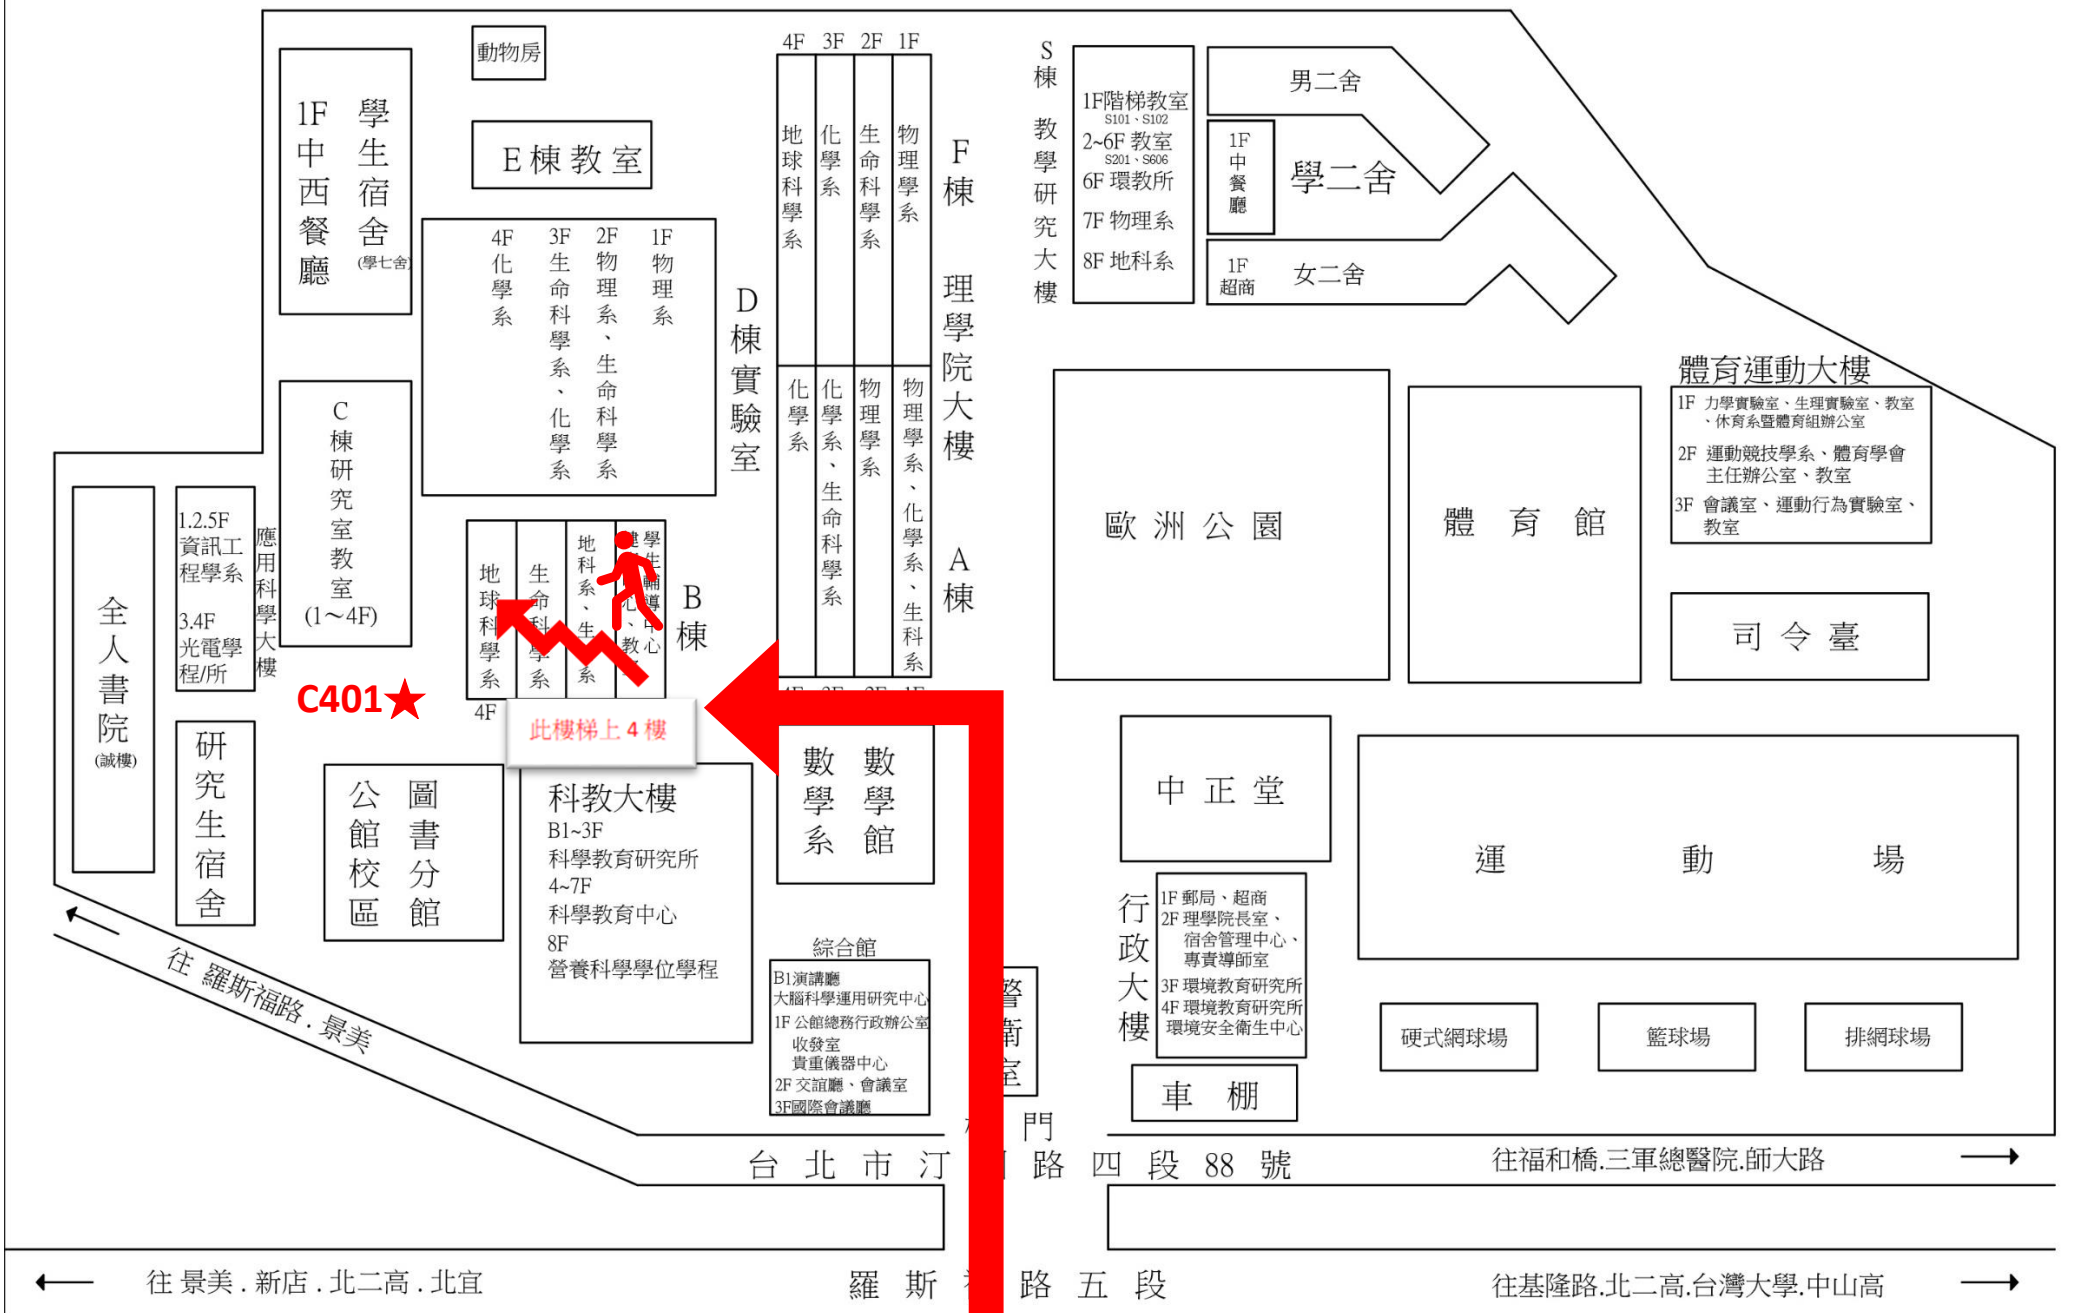 動物房
1F 中西餐廳
學生宿舍
(學七舍)
E棟教室
4F 化學系
3F 生命科學系、化學系
2F 物理系、生命科學系
1F 物理系
D棟實驗室
4F 3F 2F 1F
地球科學系
化學系
生命科學系
物理學系
F棟 理學院大樓 A棟
化學系
化學系、生命科學系
物理學系
物理學系、化學系、生科系
S棟 教學研究大樓
1F階梯教室
S101、S102
2~6F 教室
S201、S606
6F 環教所
7F 物理系
8F 地科系
男二舍
1F中餐廳
學二舍
1F
超商
女二舍
體育運動大樓
1F 力學實驗室、生理實驗室、教室
、休育系暨體育組辦公室
2F 運動競技學系、體育學會
主任辦公室、教室
3F 會議室、運動行為實驗室、
教室
歐洲公園
體育館
司令臺
C棟研究室教室
(1～4F)
全人書院
(誠樓)
1.2.5F
資訊工
程學系
3.4F
光電學
程/所
應用科學大樓
地球科學系
生命科學系
地科系、生
學生輔導中心
B棟
C401★
4F
此樓梯上 4 樓
研究生宿舍
公館校區
圖書分館
科教大樓
B1~3F
科學教育研究所
4~7F
科學教育中心
8F
營養科學學位學程
數學系
數學館
綜合館
B1演講廳
大腦科學運用研究中心
1F 公館總務行政辦公室
收發室
貴重儀器中心
2F 交誼廳、會議室
3F國際會議廳
警衛室
門
中正堂
行政大樓
1F 郵局、超商
2F 理學院長室、
宿舍管理中心、
專責導師室
3F 環境教育研究所
4F 環境教育研究所
環境安全衛生中心
車棚
運動場
硬式網球場
籃球場
排網球場
往 羅斯福路 . 景美
台北市汀 路四段88號
往福和橋.三軍總醫院.師大路
往 景美 . 新店 . 北二高 . 北宜
羅斯 路五段
往基隆路.北二高.台灣大學.中山高